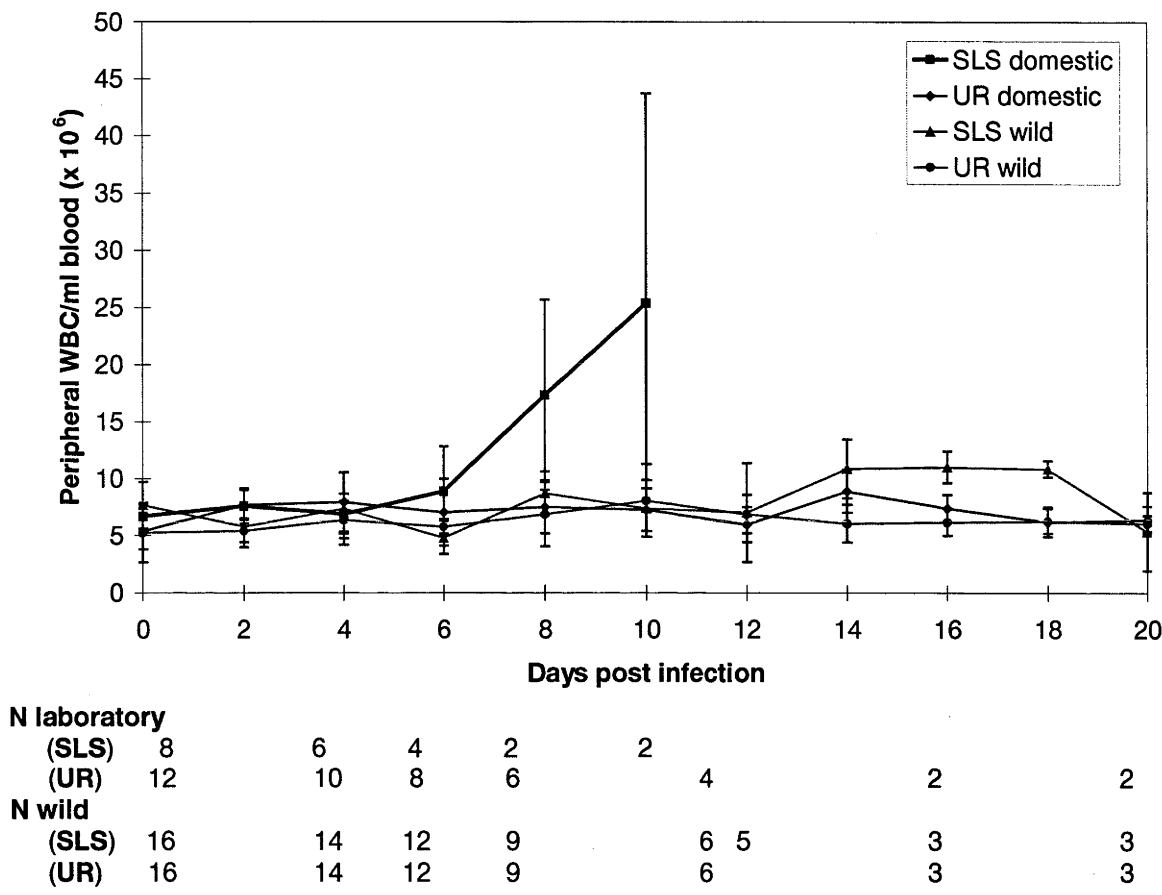 Peripheral WBC/ml blood (x 10⁶)
50
45
40
35
30
25
20
15
10
5
0
SLS domestic
UR domestic
SLS wild
UR wild
0 2 4 6 8 10 12 14 16 18 20
Days post infection
N laboratory
(SLS) 8 6 4 2 2
(UR) 12 10 8 6 4 2 2
N wild
(SLS) 16 14 12 9 6 5 3 3
(UR) 16 14 12 9 6 3 3